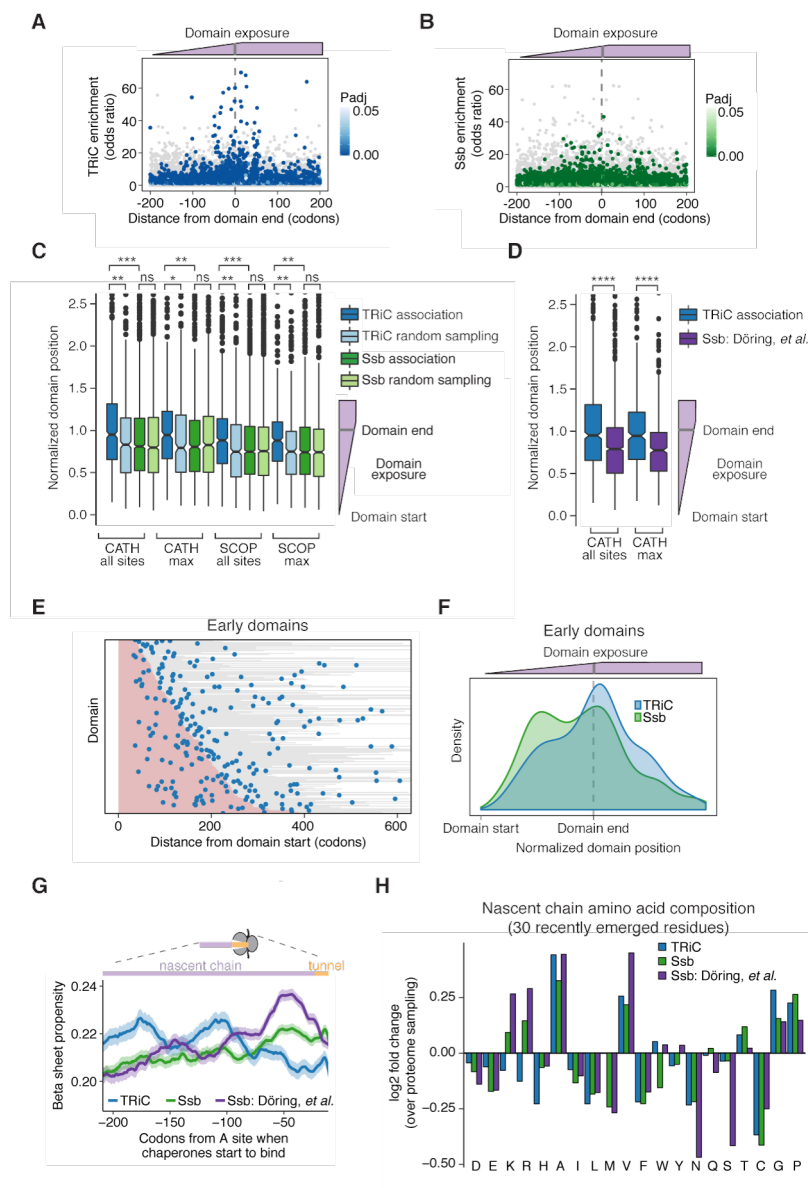 A
Domain exposure
TRiC enrichment
(odds ratio)
60
40
20
0
-200
-100
0
100
200
Distance from domain end (codons)
Padj
0.05
0.00
B
Domain exposure
Ssb enrichment
(odds ratio)
60
40
20
0
-200
-100
0
100
200
Distance from domain end (codons)
Padj
0.05
0.00
C
*** ** *** **
** ns * ns ** ns ** ns
Normalized domain position
2.5
2.0
1.5
1.0
0.5
0.0
CATH
all sites
CATH
max
SCOP
all sites
SCOP
max
TRiC association
TRiC random sampling
Ssb association
Ssb random sampling
Domain end
Domain
exposure
Domain start
D
**** ****
Normalized domain position
2.5
2.0
1.5
1.0
0.5
0.0
CATH
all sites
CATH
max
TRiC association
Ssb: Döring, et al.
Domain end
Domain
exposure
Domain start
E
Early domains
Domain
0
200
400
600
Distance from domain start (codons)
F
Early domains
Domain exposure
TRiC
Ssb
Density
Domain start
Domain end
Normalized domain position
G
nascent chain
tunnel
Beta sheet propensity
0.24
0.22
0.20
TRiC
Ssb
Ssb: Döring, et al.
−200
−150
−100
−50
Codons from A site when
chaperones start to bind
H
Nascent chain amino acid composition
(30 recently emerged residues)
TRiC
Ssb
Ssb: Döring, et al.
log2 fold change
(over proteome sampling)
0.25
0.00
−0.25
−0.50
D E K R H A I L M V F W Y N Q S T C G P